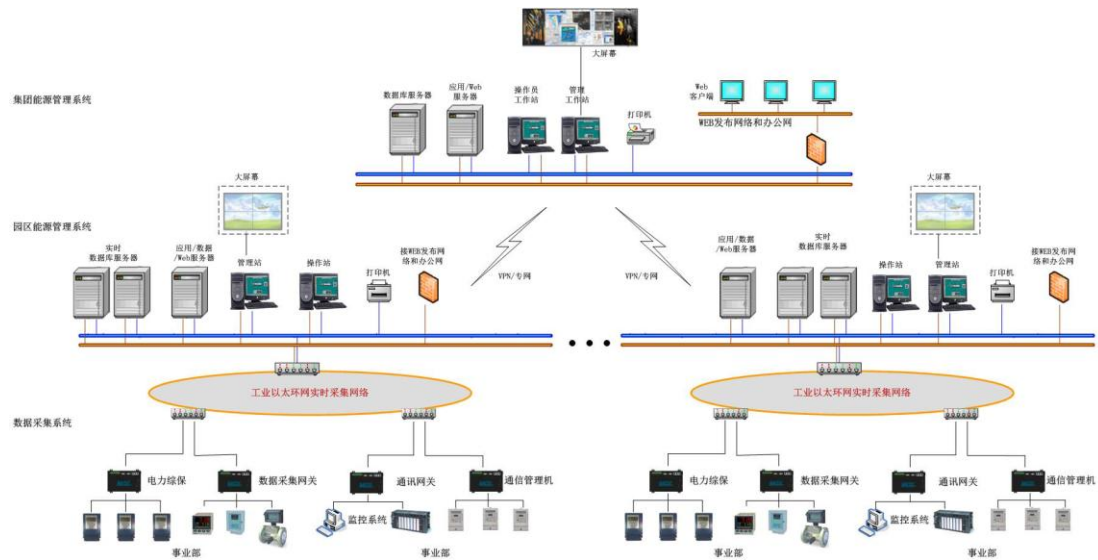 大屏幕
集团能源管理系统
数据库服务器
应用/Web
服务器
操作员
工作站
管理
工作站
打印机
Web
客户端
WEB发布网络和办公网
大屏幕
大屏幕
园区能源管理系统
实时
数据库服务器
应用/数据
/Web服务器
管理站
操作站
打印机
接WEB发布网
络和办公网
VPN/专网
VPN/专网
应用/数据
/Web服务器
实时
数据库服务器
操作站
管理站
打印机
接WEB发布网
络和办公网
工业以太环网实时采集网络
工业以太环网实时采集网络
数据采集系统
电力综保
数据采集网关
通讯网关
通信管理机
电力综保
数据采集网关
通讯网关
通信管理机
监控系统
监控系统
事业部
事业部
事业部
事业部